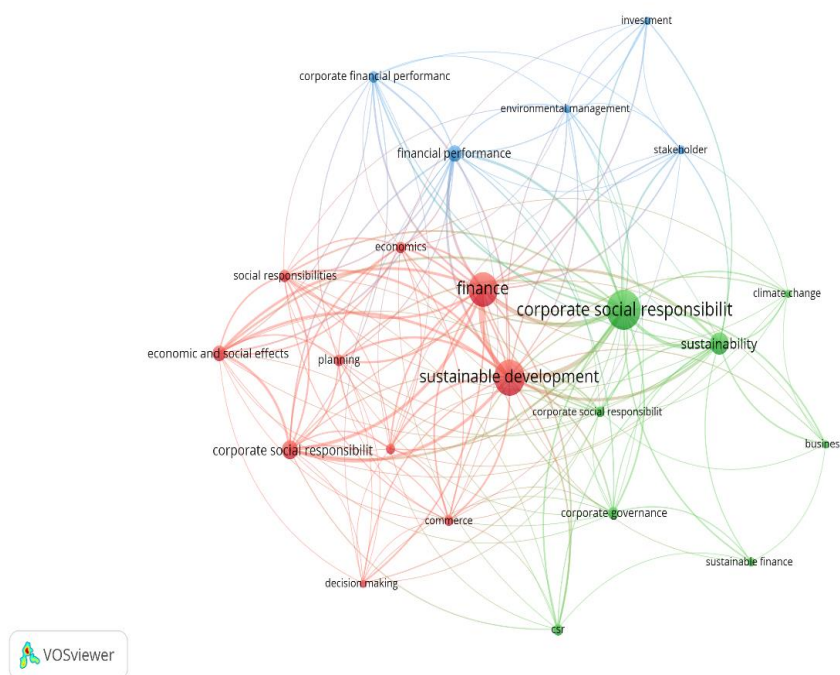 investment
corporate financial performanc
environmental management
financial performance
stakeholder
economics
social responsibilities
finance
climate change
corporate social responsibilit
sustainability
economic and social effects
planning
sustainable development
corporate social responsibilit
busines
corporate social responsibilit
corporate governance
commerce
sustainable finance
decision making
csr
VOSviewer